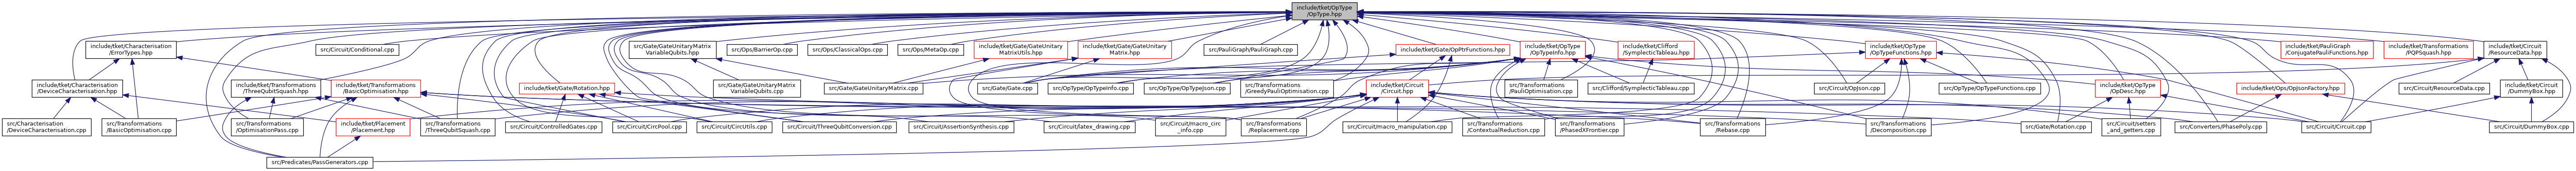 include/tket/OpType
/OpType.hpp
include/tket/Characterisation
/ErrorTypes.hpp
src/Circuit/Conditional.cpp
src/Gate/GateUnitaryMatrix
VariableQubits.hpp
src/Ops/BarrierOp.cpp
src/Ops/ClassicalOps.cpp
src/Ops/MetaOp.cpp
include/tket/Gate/GateUnitary
MatrixUtils.hpp
include/tket/Gate/GateUnitary
Matrix.hpp
src/PauliGraph/PauliGraph.cpp
include/tket/Gate/OpPtrFunctions.hpp
include/tket/OpType
/OpTypeInfo.hpp
include/tket/Clifford
/SymplecticTableau.hpp
include/tket/OpType
/OpTypeFunctions.hpp
include/tket/PauliGraph
/ConjugatePauliFunctions.hpp
include/tket/Transformations
/PQPSquash.hpp
include/tket/Circuit
/ResourceData.hpp
include/tket/Characterisation
/DeviceCharacterisation.hpp
include/tket/Transformations
/ThreeQubitSquash.hpp
include/tket/Transformations
/BasicOptimisation.hpp
include/tket/Gate/Rotation.hpp
src/Gate/GateUnitaryMatrix
VariableQubits.cpp
src/Gate/GateUnitaryMatrix.cpp
src/Gate/Gate.cpp
src/OpType/OpTypeInfo.cpp
src/OpType/OpTypeJson.cpp
src/Transformations
/GreedyPauliOptimisation.cpp
include/tket/Circuit
/Circuit.hpp
src/Transformations
/PauliOptimisation.cpp
src/Clifford/SymplecticTableau.cpp
src/Circuit/OpJson.cpp
src/OpType/OpTypeFunctions.cpp
include/tket/OpType
/OpDesc.hpp
include/tket/Ops/OpJsonFactory.hpp
src/Circuit/ResourceData.cpp
include/tket/Circuit
/DummyBox.hpp
src/Characterisation
/DeviceCharacterisation.cpp
src/Transformations
/BasicOptimisation.cpp
src/Transformations
/OptimisationPass.cpp
include/tket/Placement
/Placement.hpp
src/Transformations
/ThreeQubitSquash.cpp
src/Circuit/ControlledGates.cpp
src/Circuit/CircPool.cpp
src/Circuit/CircUtils.cpp
src/Circuit/ThreeQubitConversion.cpp
src/Circuit/AssertionSynthesis.cpp
src/Circuit/latex_drawing.cpp
src/Circuit/macro_circ
_info.cpp
src/Transformations
/Replacement.cpp
src/Circuit/macro_manipulation.cpp
src/Transformations
/ContextualReduction.cpp
src/Transformations
/PhasedXFrontier.cpp
src/Transformations
/Rebase.cpp
src/Transformations
/Decomposition.cpp
src/Gate/Rotation.cpp
src/Circuit/setters
_and_getters.cpp
src/Converters/PhasePoly.cpp
src/Circuit/Circuit.cpp
src/Circuit/DummyBox.cpp
src/Predicates/PassGenerators.cpp